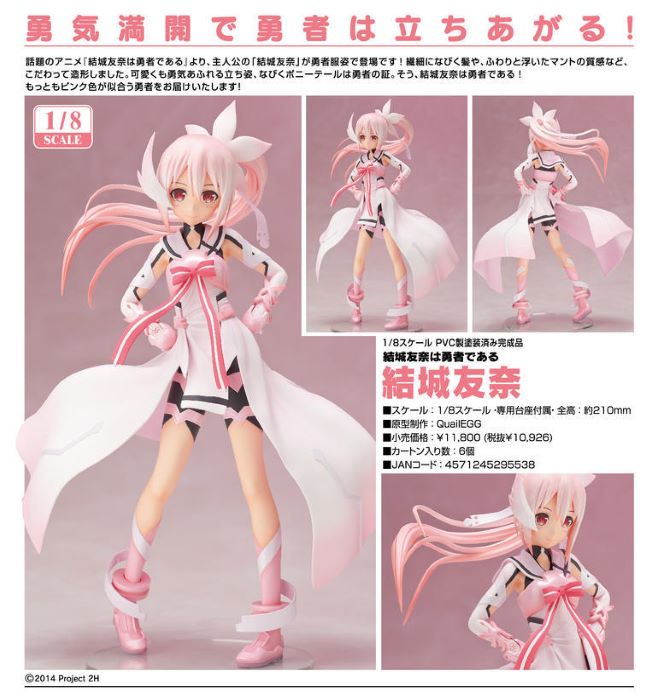 勇気満開で勇者は立ちあがる!
話題のアニメ『結城友奈は勇者である』より、主人公の「結城友奈」が勇者服姿で登場です!繊細になびく髪や、ふわりと浮いたマントの質感など、
こだわって造形しました。可愛くも勇気あふれる立ち姿、なびくポニーテールは勇者の証。そう、結城友奈は勇者である!
もっともピンク色が似合う勇者をお届けいたします!
1/8
SCALE
1/8スケール PVC製塗装済み完成品
結城友奈は勇者である
結城友奈
■スケール:1/8スケール・専用台座付属・全高:約210mm
■原型制作:QuailEGG
■小売価格:¥11,800 (税抜¥10,926)
■カートン入り数:6個
■JANコード:4571245295538
©2014 Project 2H